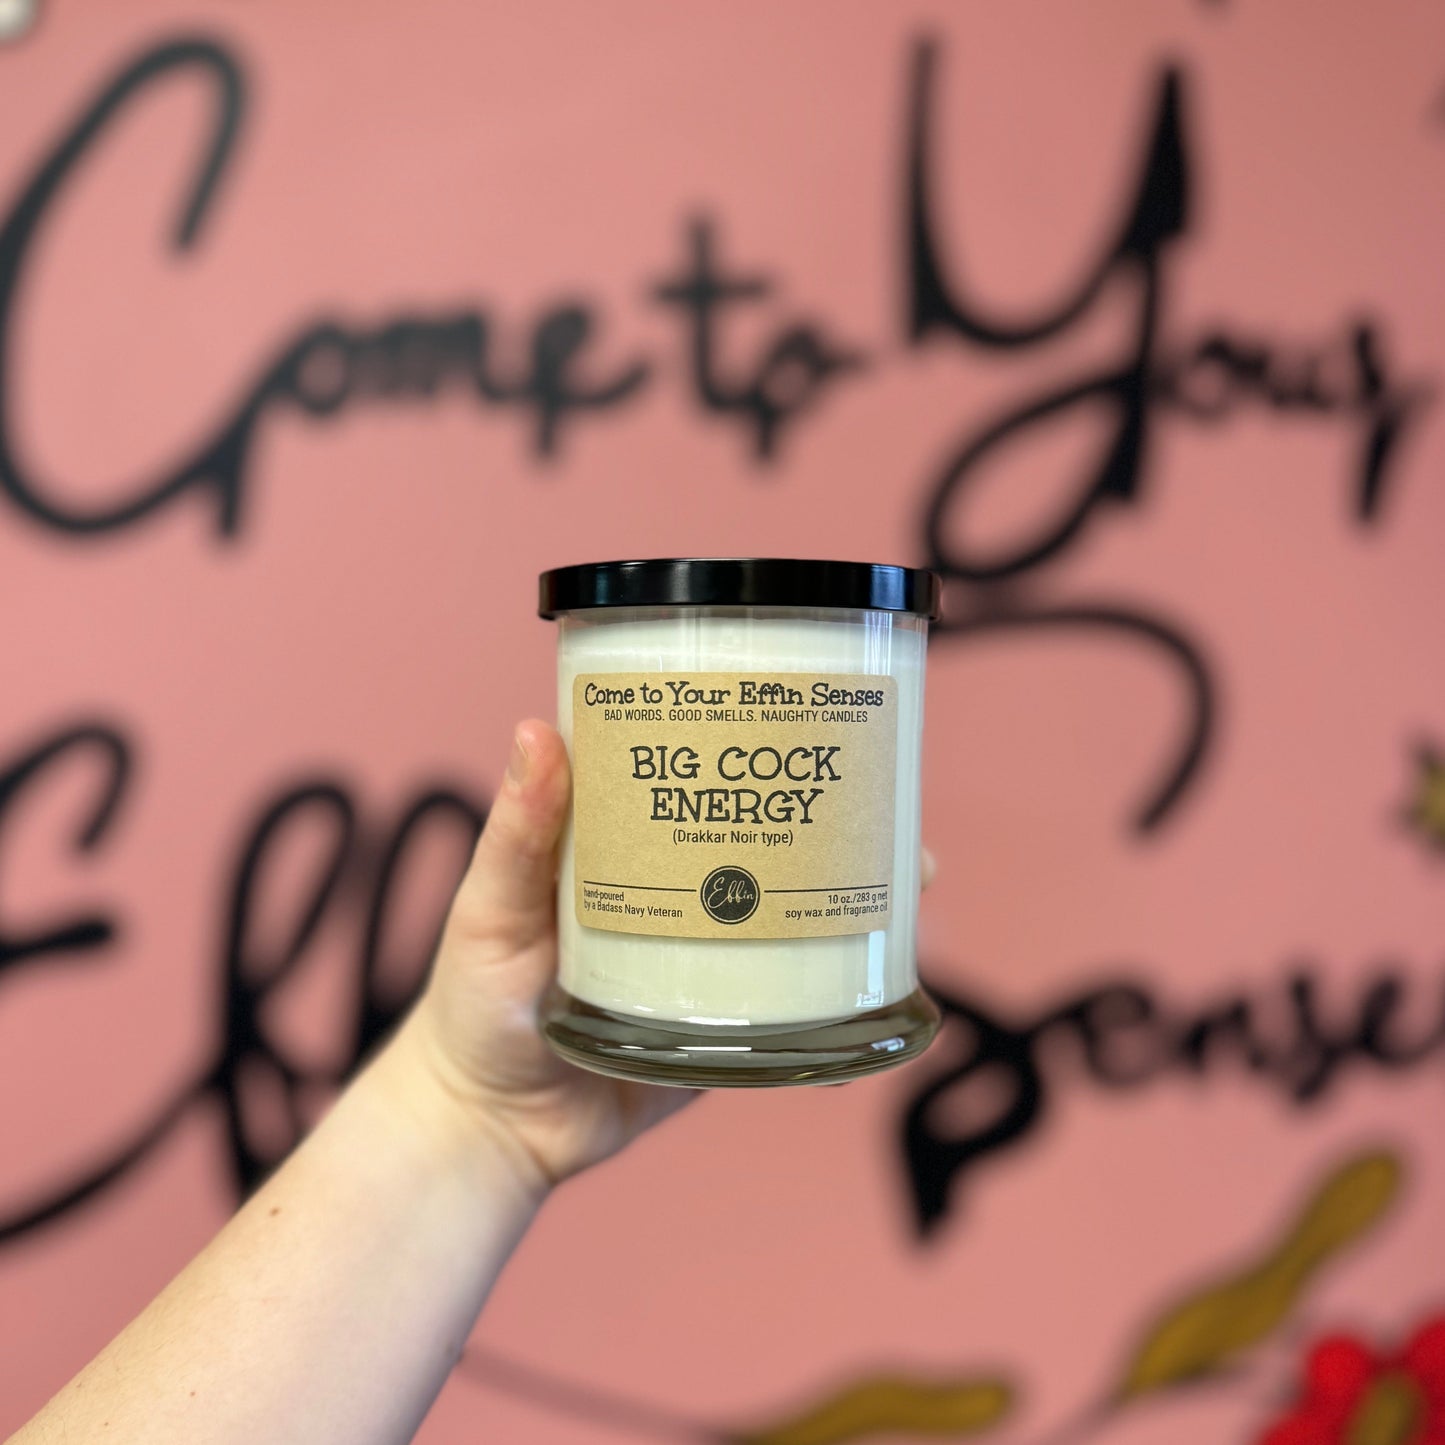 Come to Your
Effin Senses
Come to Your Effin Senses
BAD WORDS. GOOD SMELLS. NAUGHTY CANDLES
BIG COCK
ENERGY
(Drakkar Noir type)
hand-poured
by a Badass Navy Veteran
Effin
10 oz./283 g net
soy wax and fragrance oil